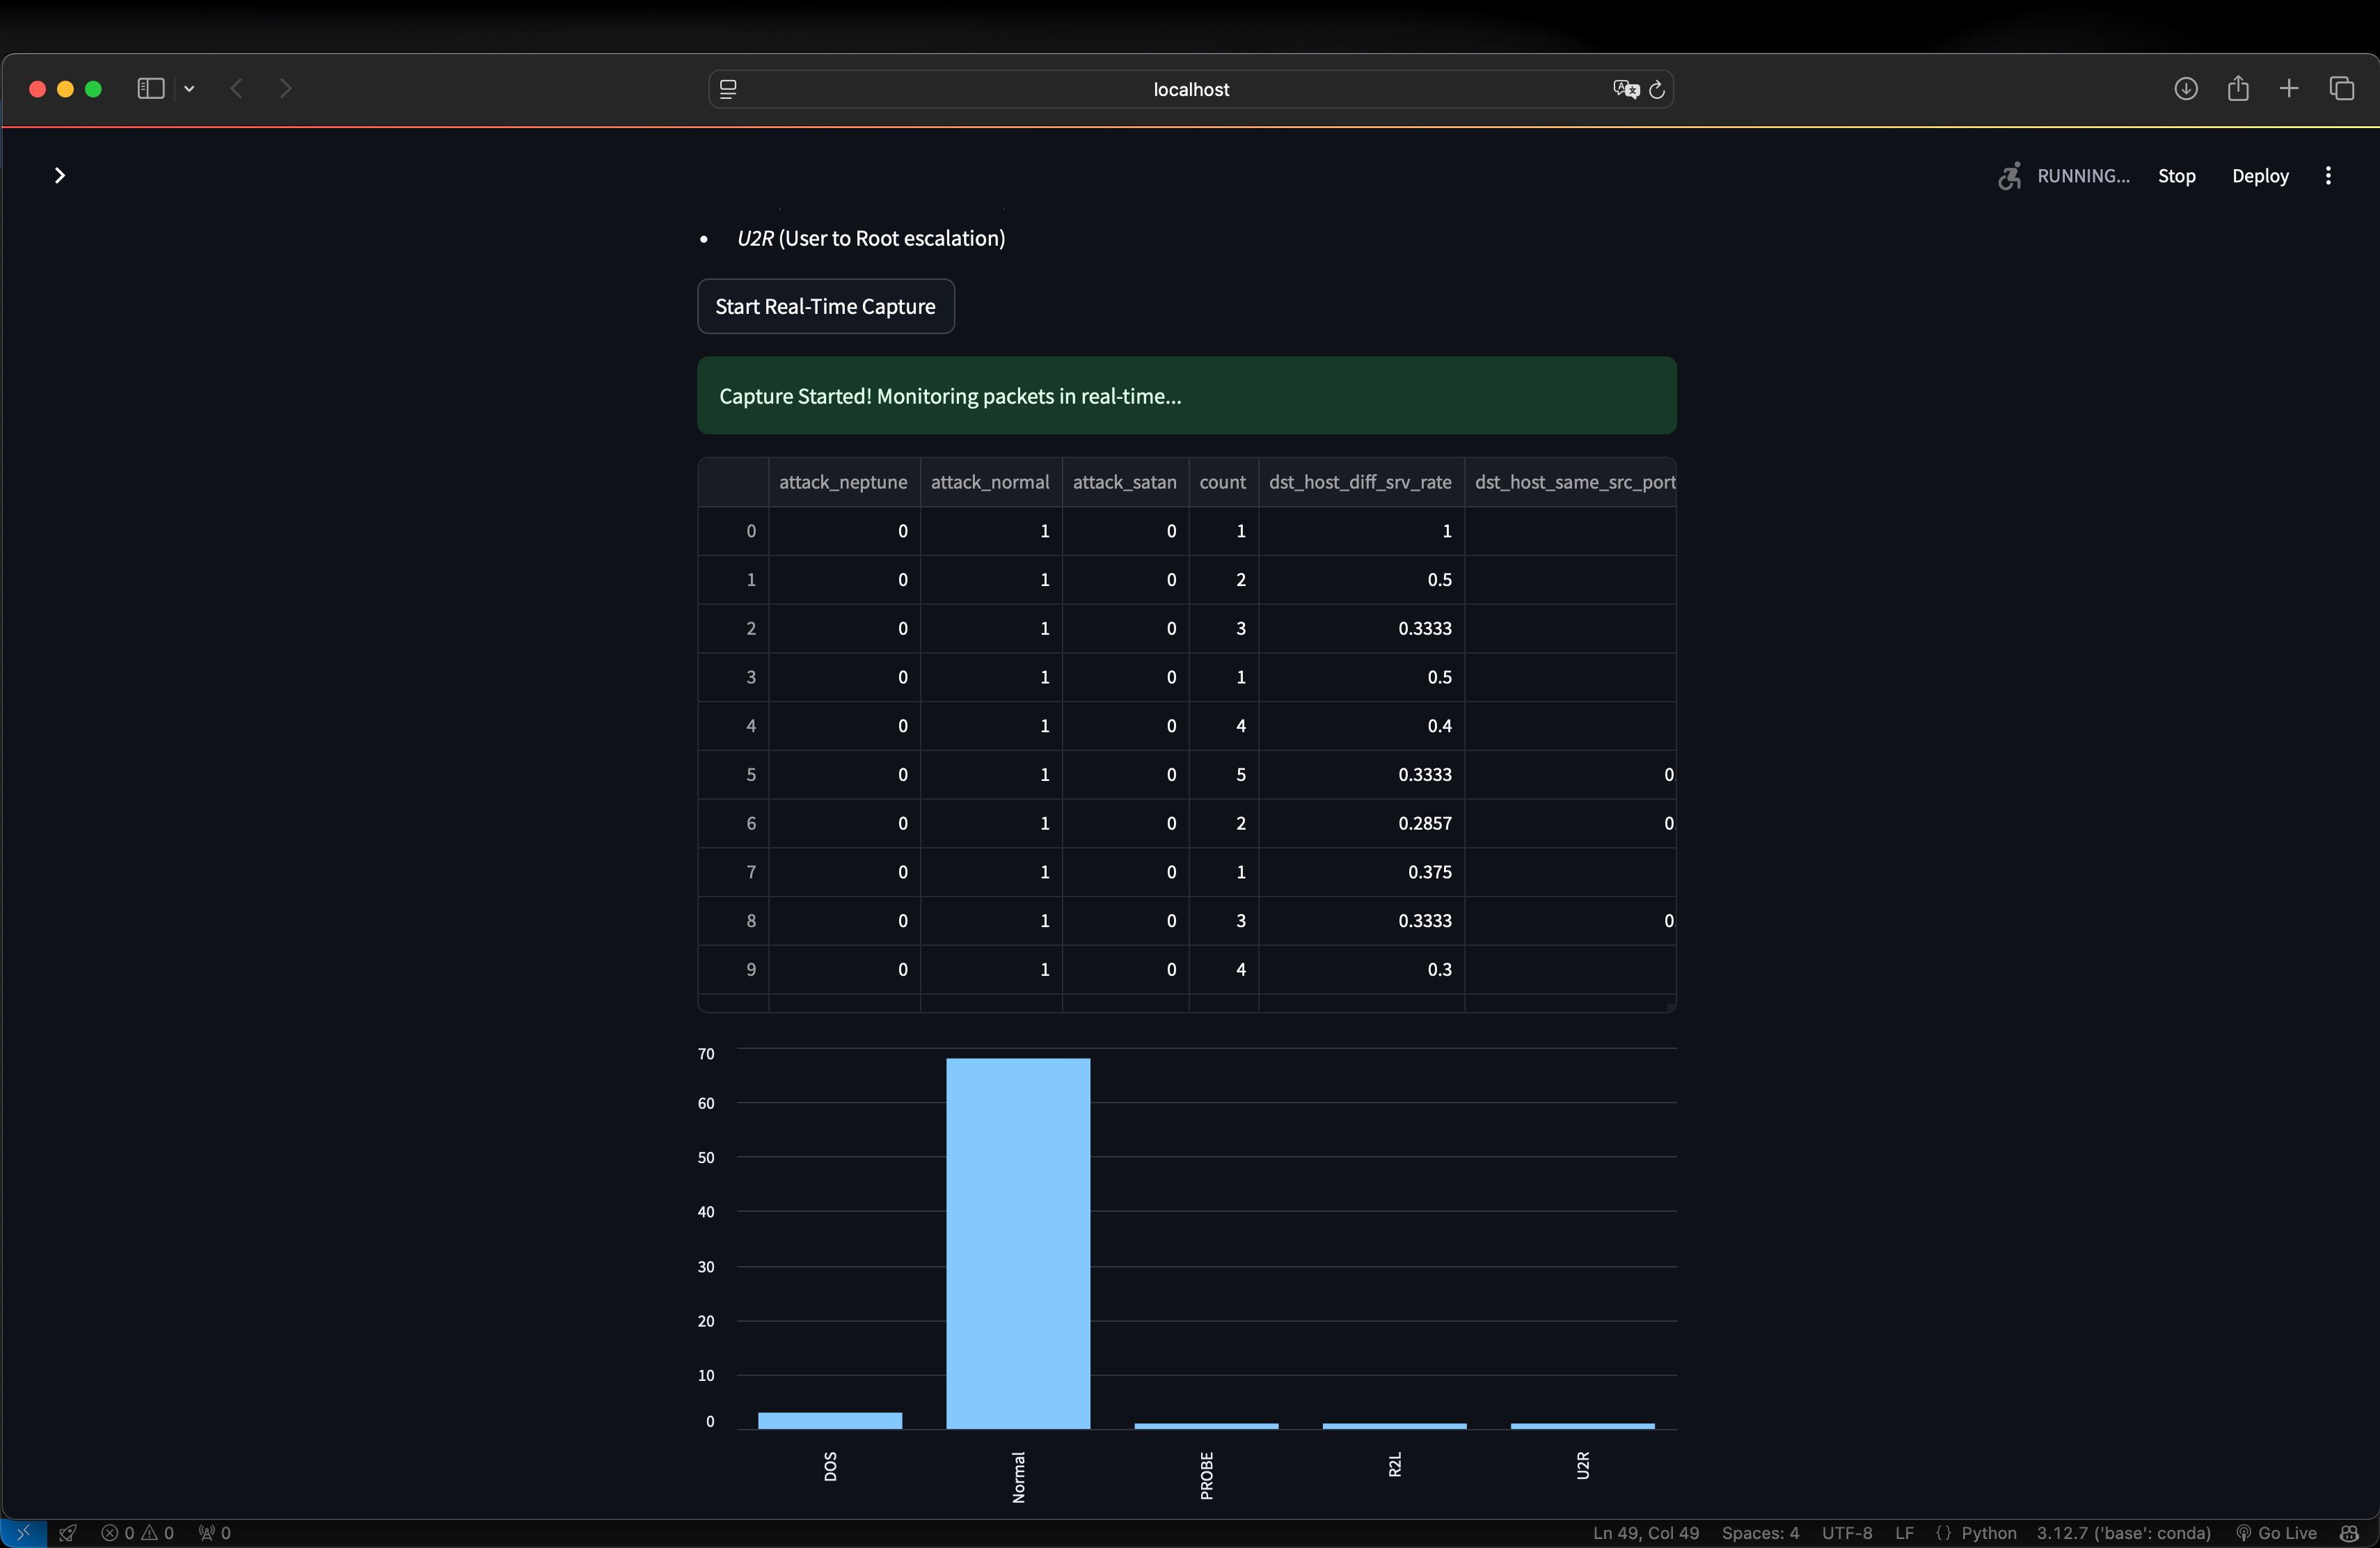 localhost
RUNNING...
Stop
Deploy
• U2R (User to Root escalation)
Start Real-Time Capture
Capture Started! Monitoring packets in real-time...
attack_neptune attack_normal attack_satan count dst_host_diff_srv_rate dst_host_same_src_port
0 0 1 0 1 1
1 0 1 0 2 0.5
2 0 1 0 3 0.3333
3 0 1 0 1 0.5
4 0 1 0 4 0.4
5 0 1 0 5 0.3333 0.
6 0 1 0 2 0.2857 0.
7 0 1 0 1 0.375
8 0 1 0 3 0.3333 0.
9 0 1 0 4 0.3
70
60
50
40
30
20
10
0
DOS
Normal
PROBE
R2L
U2R
0 0 0
Ln 49, Col 49 Spaces: 4 UTF-8 LF {} Python 3.12.7 ('base': conda) Go Live